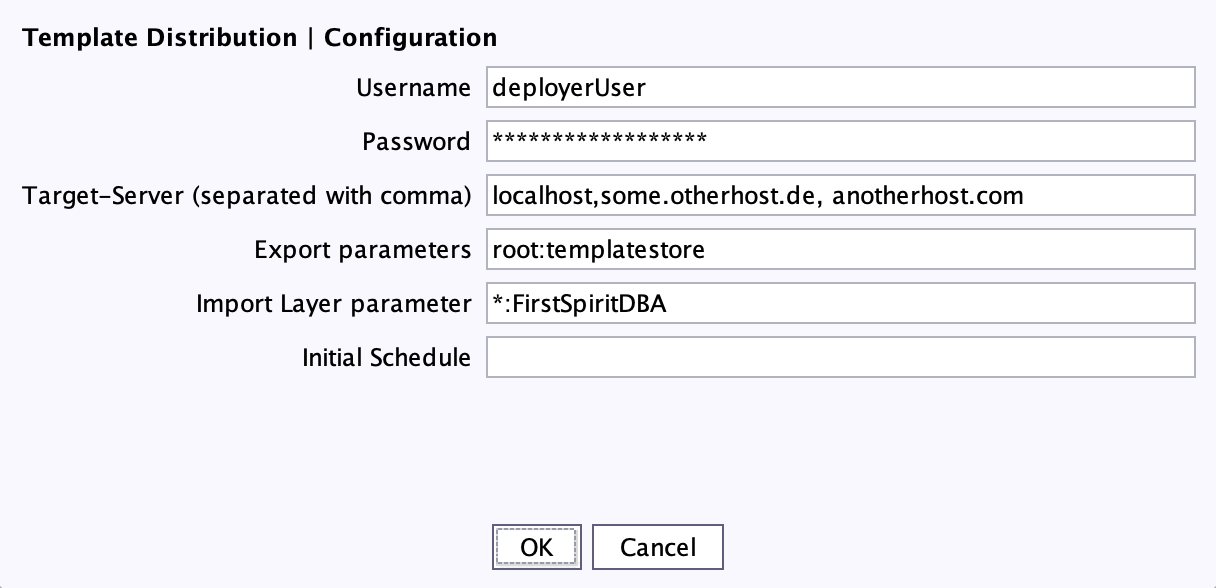 Template Distribution | Configuration
Username deployerUser
Password ******************
Target-Server (separated with comma) localhost,some.otherhost.de, anotherhost.com
Export parameters root:templatestore
Import Layer parameter *:FirstSpiritDBA
Initial Schedule
OK Cancel